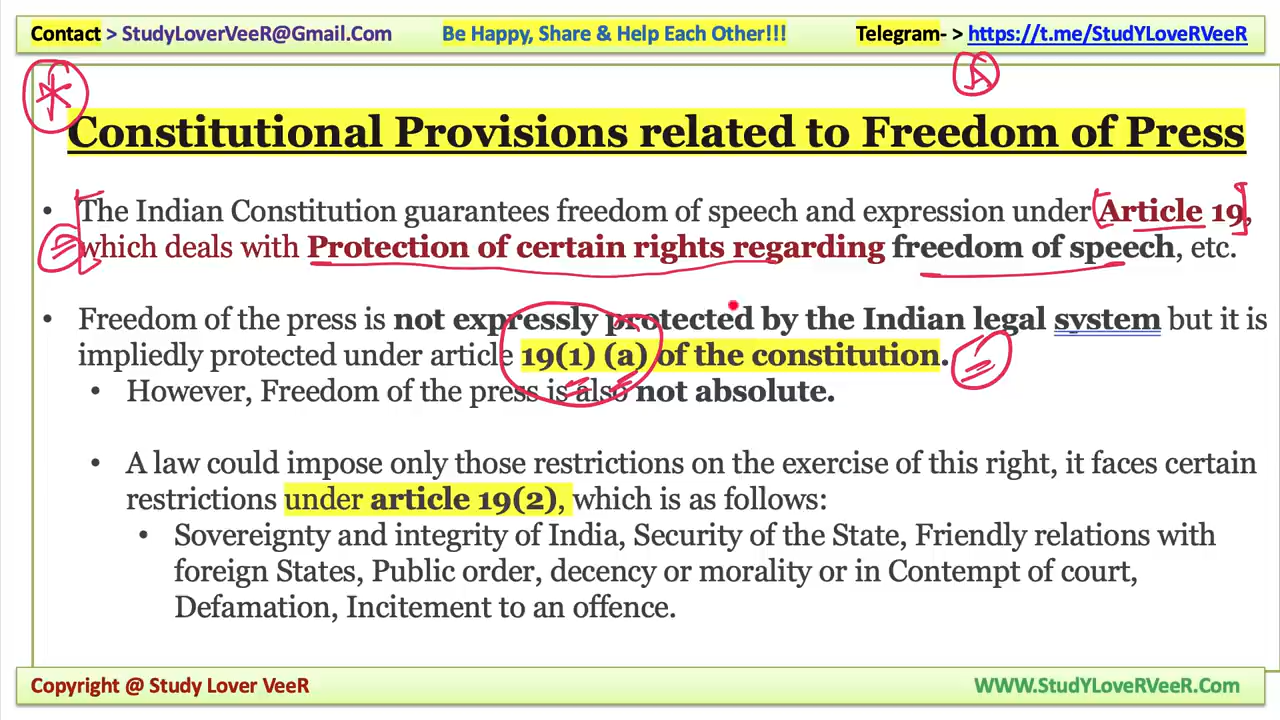 Contact > StudyLoverVeeR@Gmail.Com Be Happy, Share & Help Each Other!!! Telegram- > https://t.me/StudYLoveRVeeR
Constitutional Provisions related to Freedom of Press
• The Indian Constitution guarantees freedom of speech and expression under Article 19,
which deals with Protection of certain rights regarding freedom of speech, etc.
• Freedom of the press is not expressly protected by the Indian legal system but it is
impliedly protected under article 19(1) (a) of the constitution.
• However, Freedom of the press is also not absolute.
• A law could impose only those restrictions on the exercise of this right, it faces certain
restrictions under article 19(2), which is as follows:
• Sovereignty and integrity of India, Security of the State, Friendly relations with
foreign States, Public order, decency or morality or in Contempt of court,
Defamation, Incitement to an offence.
Copyright @ Study Lover VeeR WWW.StudYLoveRVeeR.Com